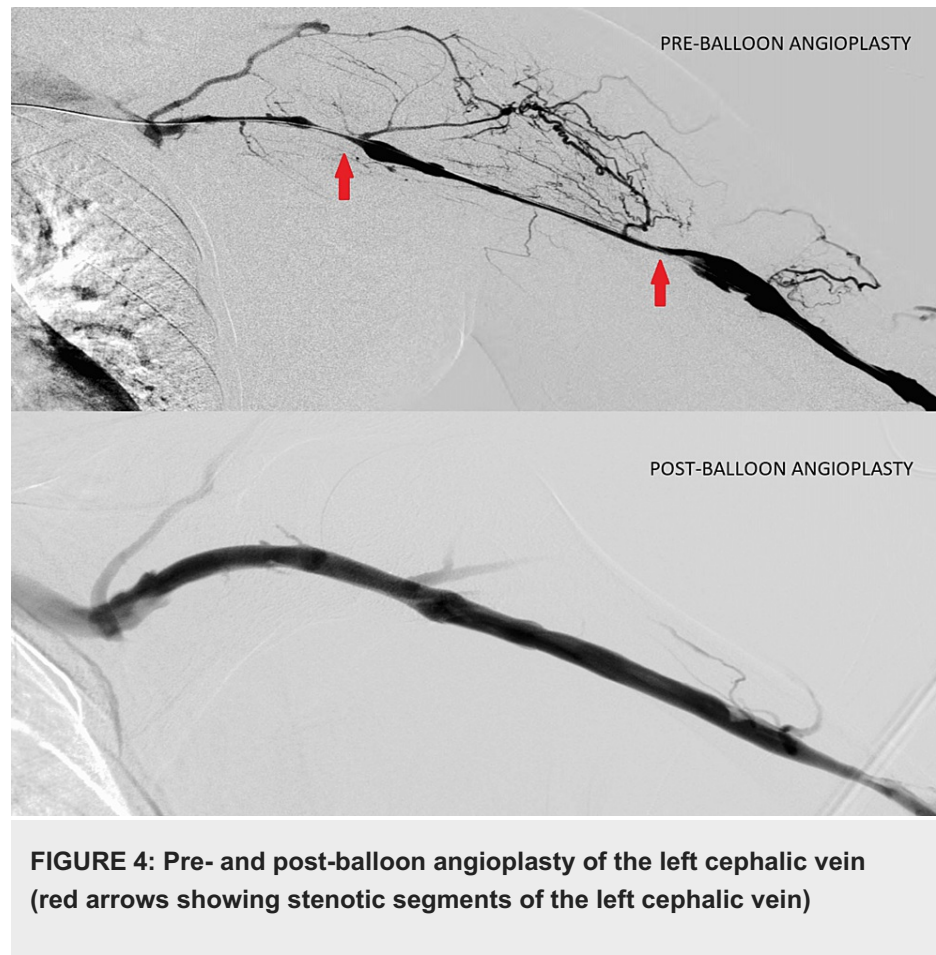 PRE-BALLOON ANGIOPLASTY
POST-BALLOON ANGIOPLASTY
FIGURE 4: Pre- and post-balloon angioplasty of the left cephalic vein
(red arrows showing stenotic segments of the left cephalic vein)